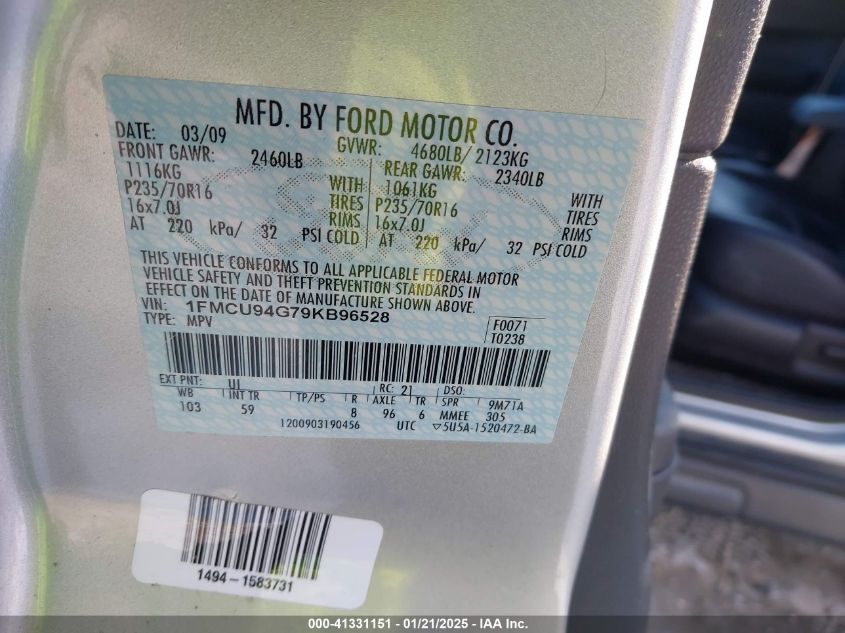 MFD. BY FORD MOTOR CO.
DATE: 03/09 GVWR: 4680LB/ 2123KG
FRONT GAWR: 2460LB REAR GAWR: 2340LB
1116KG WITH 1061KG WITH
P235/70R16 TIRES P235/70R16 TIRES
16x7.0J RIMS 16x7.0J RIMS
AT 220 kPa/ 32 PSI COLD AT 220 kPa/ 32 PSI COLD
THIS VEHICLE CONFORMS TO ALL APPLICABLE FEDERAL MOTOR
VEHICLE SAFETY AND THEFT PREVENTION STANDARDS IN
EFFECT ON THE DATE OF MANUFACTURE SHOWN ABOVE.
VIN: 1FMCU94G79KB96528
TYPE: MPV
F0071
T0238
EXT PNT: UI RC: 21 DSO:
WB INT TR TP/PS R AXLE TR SPR 9M71A
103 59 8 96 6 MMEE 305
1200903190456 UTC ▽5U5A-1520472-BA
1494-1583731
000-41331151 - 01/21/2025 - IAA Inc.